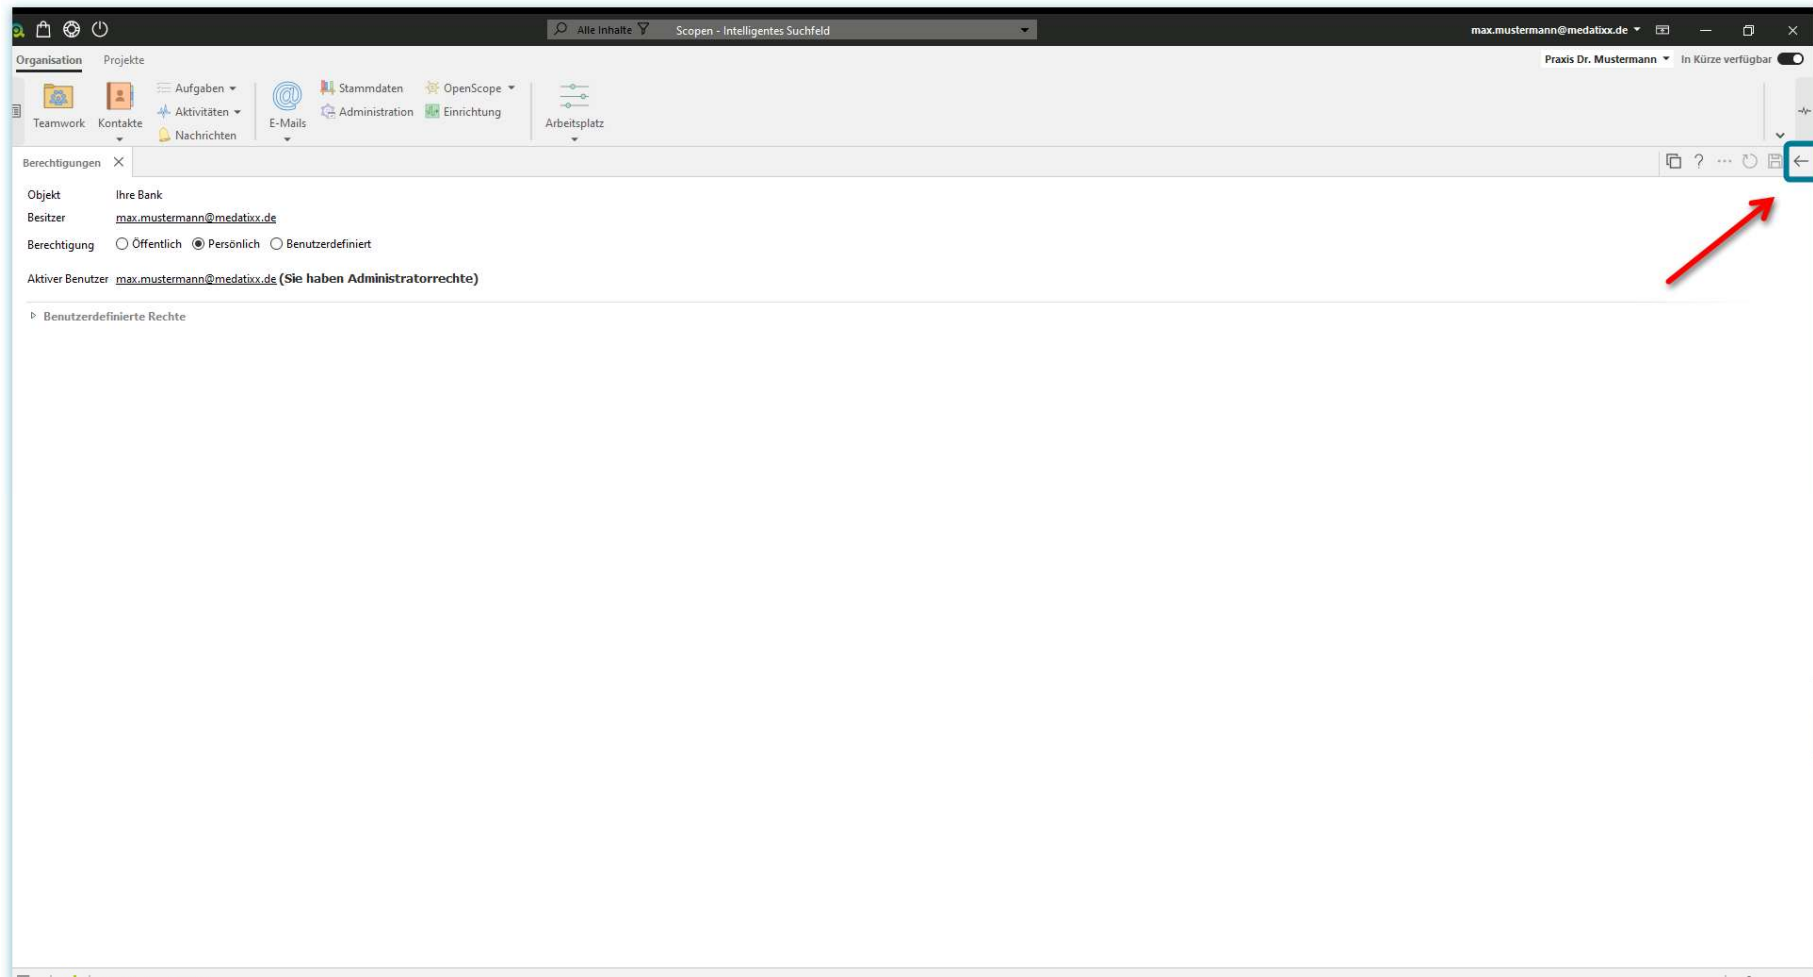 Alle Inhalte Scopen - Intelligentes Suchfeld max.mustermann@medatixx.de
Organisation Projekte Praxis Dr. Mustermann In Kürze verfügbar
Teamwork Kontakte Aufgaben Aktivitäten Nachrichten E-Mails Stammdaten Administration OpenScope Einrichtung Arbeitsplatz
Berechtigungen ?
Objekt Ihre Bank
Besitzer max.mustermann@medatixx.de
Berechtigung Öffentlich Persönlich Benutzerdefiniert
Aktiver Benutzer max.mustermann@medatixx.de (Sie haben Administratorrechte)
Benutzerdefinierte Rechte